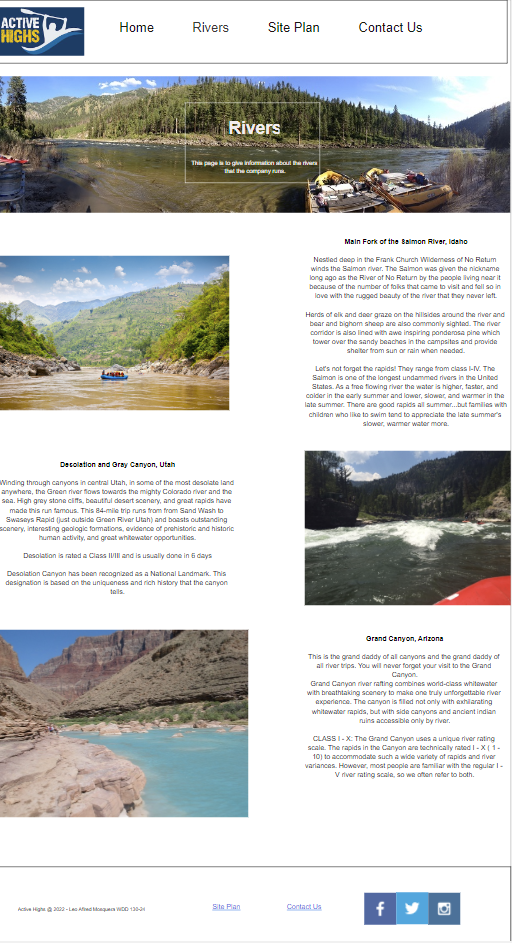 ACTIVE
HIGHS
Home
Rivers
Site Plan
Contact Us
Rivers
This page is to give information about the rivers
that the company runs.
Main Fork of the Salmon River, Idaho
Nestled deep in the Frank Church Wilderness of No Return
winds the Salmon river. The Salmon was given the nickname
long ago as the River of No Return by the people living near it
because of the number of folks that came to visit and fell so in
love with the rugged beauty of the river that they never left.
Herds of elk and deer graze on the hillsides around the river and
bear and bighorn sheep are also commonly sighted. The river
corridor is also lined with awe inspiring ponderosa pine which
tower over the sandy beaches in the campsites and provide
shelter from sun or rain when needed.
Let's not forget the rapids! They range from class I-IV. The
Salmon is one of the longest undammed rivers in the United
States. As a free flowing river the water is higher, faster, and
colder in the early summer and lower, slower, and warmer in the
late summer. There are good rapids all summer...but families with
children who like to swim tend to appreciate the late summer's
slower, warmer water more.
Desolation and Gray Canyon, Utah
Winding through canyons in central Utah, in some of the most desolate land
anywhere, the Green river flows towards the mighty Colorado river and the
sea. High grey stone cliffs, beautiful desert scenery, and great rapids have
made this run famous. This 84-mile trip runs from from Sand Wash to
Swaseys Rapid (just outside Green River Utah) and boasts outstanding
scenery, interesting geologic formations, evidence of prehistoric and historic
human activity, and great whitewater opportunities.
Desolation is rated a Class II/III and is usually done in 6 days
Desolation Canyon has been recognized as a National Landmark. This
designation is based on the uniqueness and rich history that the canyon
tells.
Grand Canyon, Arizona
This is the grand daddy of all canyons and the grand daddy of
all river trips. You will never forget your visit to the Grand
Canyon.
Grand Canyon river rafting combines world-class whitewater
with breathtaking scenery to make one truly unforgettable river
experience. The canyon is filled not only with exhilarating
whitewater rapids, but with side canyons and ancient indian
ruins accessible only by river.
CLASS I - X: The Grand Canyon uses a unique river rating
scale. The rapids in the Canyon are technically rated I - X ( 1 -
10) to accommodate such a wide variety of rapids and river
variances. However, most people are familiar with the regular I -
V river rating scale, so we often refer to both.
Active Highs @ 2022 - Leo Alfred Mosquera WDD 130-24
Site Plan
Contact Us